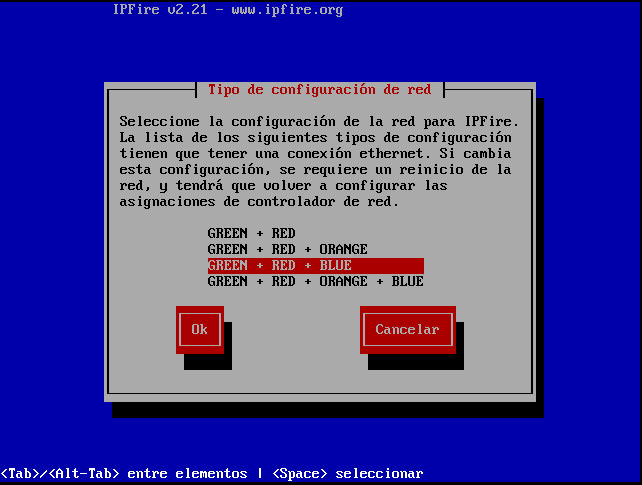 IPFire v2.21 - www.ipfire.org
Tipo de configuración de red
Seleccione la configuración de la red para IPFire.
La lista de los siguientes tipos de configuración
tienen que tener una conexión ethernet. Si cambia
esta configuración, se requiere un reinicio de la
red, y tendrá que volver a configurar las
asignaciones de controlador de red.
GREEN + RED
GREEN + RED + ORANGE
GREEN + RED + BLUE
GREEN + RED + ORANGE + BLUE
Ok Cancelar
<Tab>/<Alt-Tab> entre elementos | <Space> seleccionar